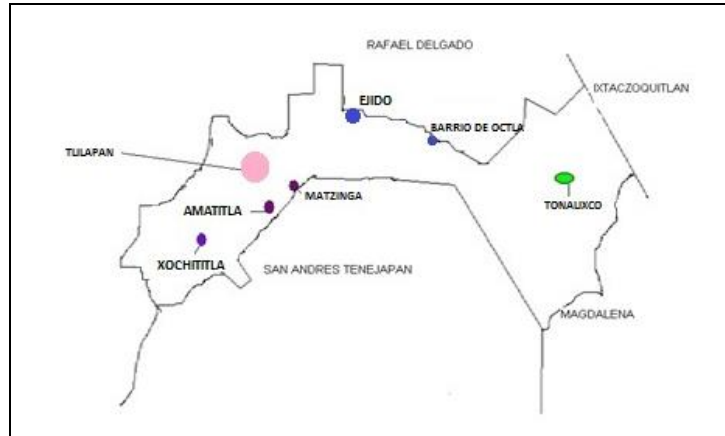 RAFAEL DELGADO
IXTACZOQUITLAN
EJIDO
BARRIO DE OCTLA
TLILAPAN
MATZINGA
TONALIXCO
AMATITLA
XOCHITITLA
SAN ANDRES TENEJAPAN
MAGDALENA